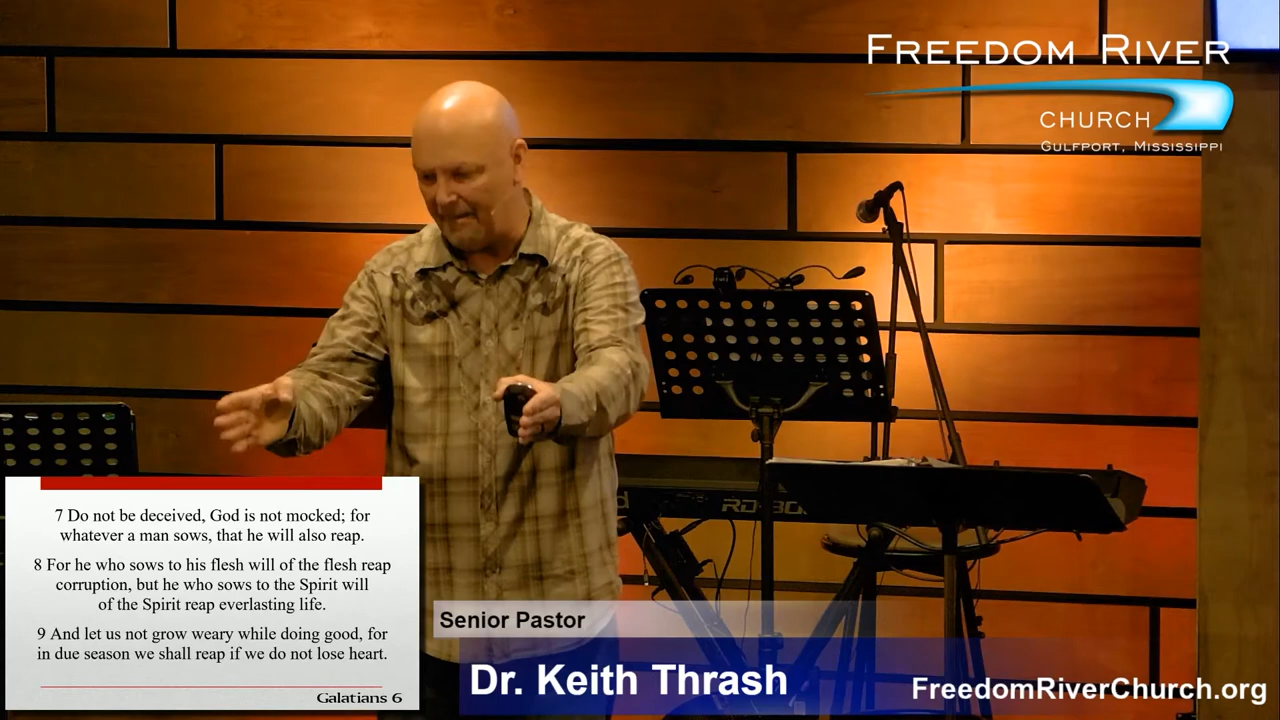 FREEDOM RIVER
CHURCH
GULFPORT, MISSISSIPPI
7 Do not be deceived, God is not mocked; for
whatever a man sows, that he will also reap.
8 For he who sows to his flesh will of the flesh reap
corruption, but he who sows to the Spirit will
of the Spirit reap everlasting life.
9 And let us not grow weary while doing good, for
in due season we shall reap if we do not lose heart.
Galatians 6
Senior Pastor
Dr. Keith Thrash
FreedomRiverChurch.org